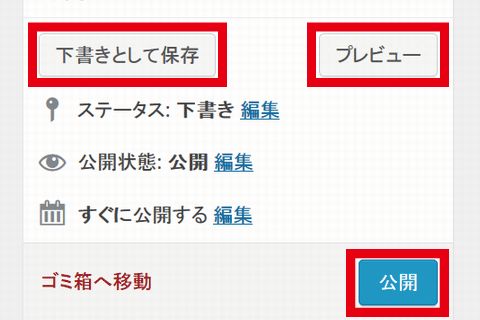 下書きとして保存 プレビュー
ステータス: 下書き 編集
公開状態: 公開 編集
すぐに公開する 編集
ゴミ箱へ移動 公開